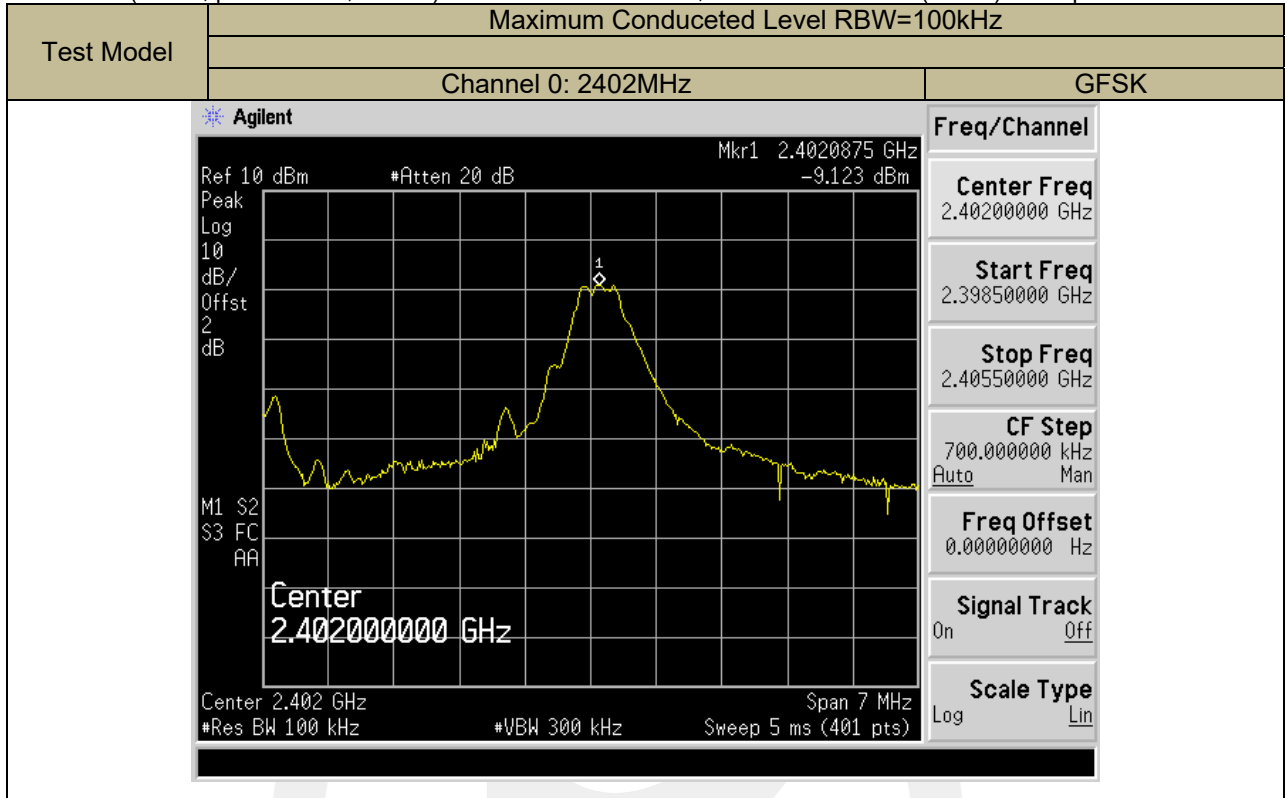 Test Model
Maximum Conduceted Level RBW=100kHz
Channel 0: 2402MHz
GFSK
Agilent
Mkr1 2.4020875 GHz
Ref 10 dBm #Atten 20 dB -9.123 dBm
Peak
Log
10
dB/
Offst
2
dB
1
M1 S2
S3 FC
AA
Center
2.402000000 GHz
Center 2.402 GHz Span 7 MHz
#Res BW 100 kHz #VBW 300 kHz Sweep 5 ms (401 pts)
Freq/Channel
Center Freq
2.40200000 GHz
Start Freq
2.39850000 GHz
Stop Freq
2.40550000 GHz
CF Step
700.000000 kHz
Auto Man
Freq Offset
0.00000000 Hz
Signal Track
On Off
Scale Type
Log Lin